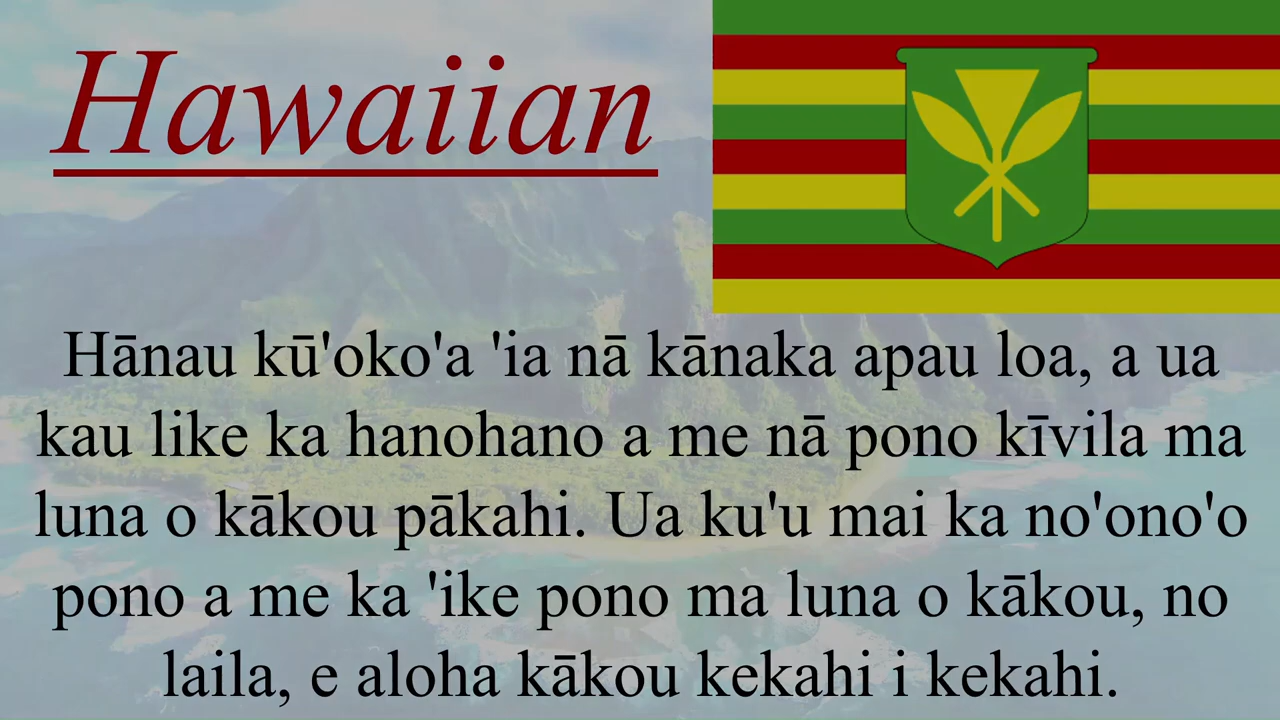 Hawaiian
Hānau kū'oko'a 'ia nā kānaka apau loa, a ua
kau like ka hanohano a me nā pono kīvila ma
luna o kākou pākahi. Ua ku'u mai ka no'ono'o
pono a me ka 'ike pono ma luna o kākou, no
laila, e aloha kākou kekahi i kekahi.